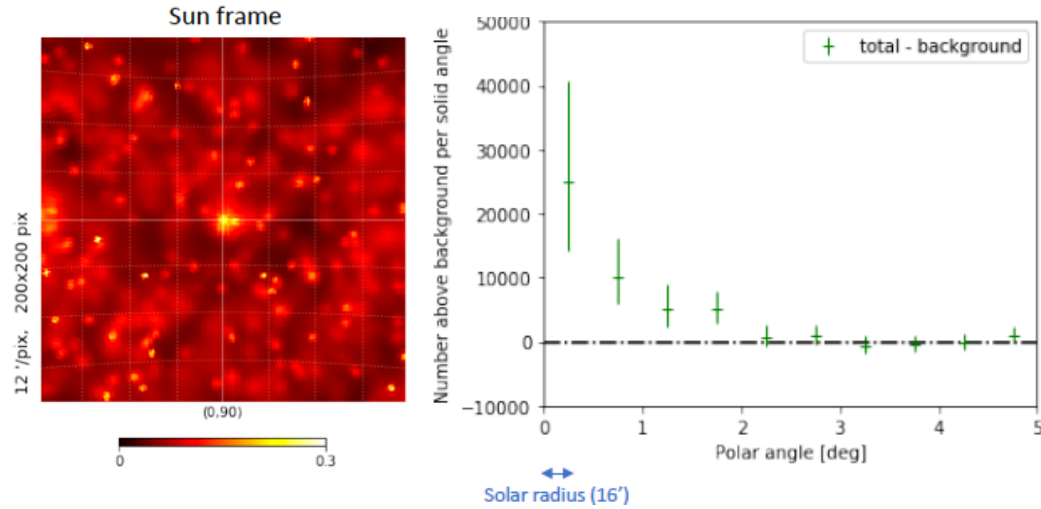 Sun frame
12 '/pix, 200x200 pix
(0,90)
0
0.3
Number above background per solid angle
50000
40000
30000
20000
10000
0
−10000
total - background
0
1
2
3
4
5
Polar angle [deg]
Solar radius (16’)